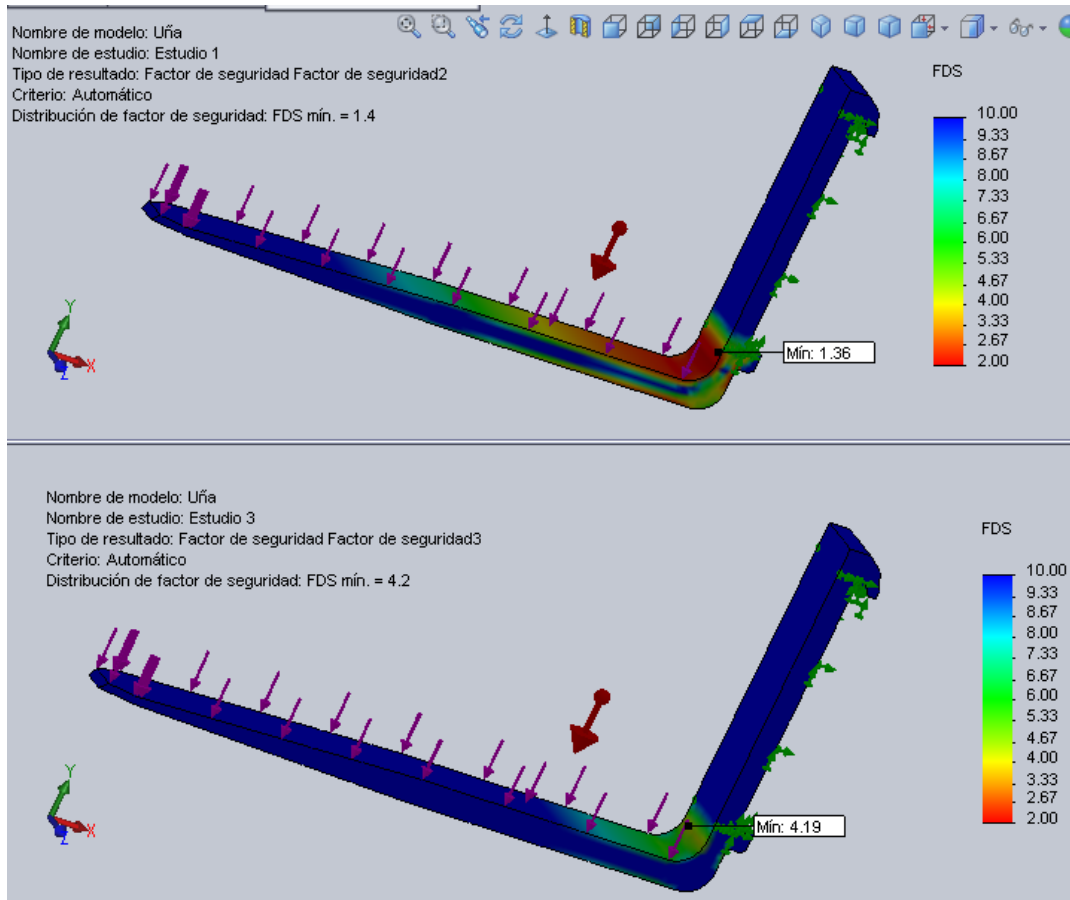 Nombre de modelo: Uña
Nombre de estudio: Estudio 1
Tipo de resultado: Factor de seguridad Factor de seguridad2
Criterio: Automático
Distribución de factor de seguridad: FDS mín. = 1.4
FDS
10.00
9.33
8.67
8.00
7.33
6.67
6.00
5.33
4.67
4.00
3.33
2.67
2.00
Mín: 1.36
Y
X
Z
Nombre de modelo: Uña
Nombre de estudio: Estudio 3
Tipo de resultado: Factor de seguridad Factor de seguridad3
Criterio: Automático
Distribución de factor de seguridad: FDS mín. = 4.2
FDS
10.00
9.33
8.67
8.00
7.33
6.67
6.00
5.33
4.67
4.00
3.33
2.67
2.00
Mín: 4.19
Y
X
Z